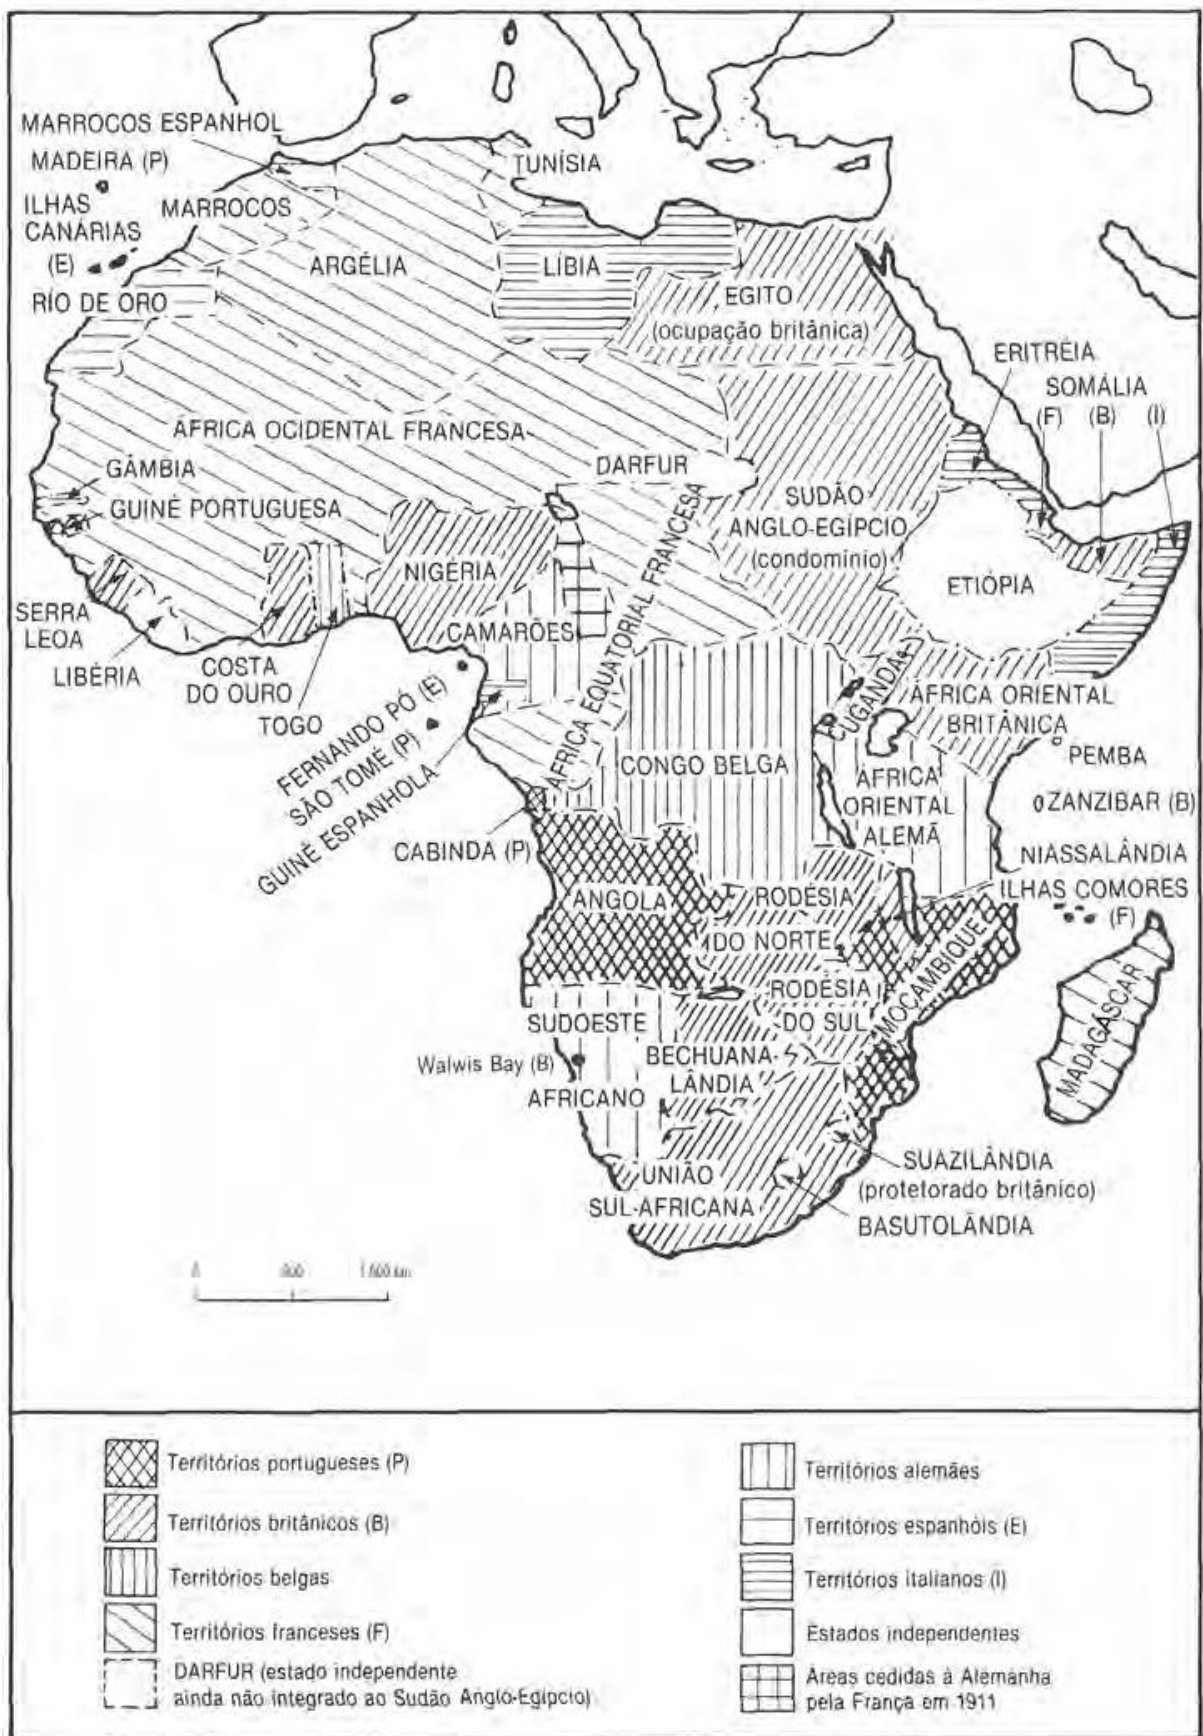 MARROCOS ESPANHOL
MADEIRA (P)
TUNÍSIA
ILHAS
CANÁRIAS
(E)
MARROCOS
ARGÉLIA
LÍBIA
RÍO DE ORO
EGITO
(ocupação britânica)
ERITRÉIA
SOMÁLIA
(F) (B) (I)
ÁFRICA OCIDENTAL FRANCESA
GÂMBIA
DARFUR
GUINÉ PORTUGUESA
SUDÃO
ANGLO-EGÍPCIO
(condomínio)
NIGÉRIA
ETIÓPIA
SERRA
LEOA
CAMARÕES
ÁFRICA EQUATORIAL FRANCESA
LIBÉRIA
COSTA
DO OURO
TOGO
UGANDA
ÁFRICA ORIENTAL
BRITÂNICA
FERNANDO PÓ (E)
SÃO TOMÉ (P)
GUINÉ ESPANHOLA
CONGO BELGA
PEMBA
ÁFRICA
ORIENTAL
ALEMÃ
ZANZIBAR (B)
CABINDA (P)
NIASSALÂNDIA
ILHAS COMORES
(F)
ANGOLA
RODÉSIA
DO NORTE
MOÇAMBIQUE
RODÉSIA
DO SUL
MADAGASCAR
SUDOESTE
AFRICANO
Walwis Bay (B)
BECHUANA-
LÂNDIA
UNIÃO
SUL-AFRICANA
SUAZILÂNDIA
(protetorado britânico)
BASUTOLÂNDIA
0 800 1 600 km
Territórios portugueses (P)
Territórios britânicos (B)
Territórios belgas
Territórios franceses (F)
DARFUR (estado independente
ainda não integrado ao Sudão Anglo-Egípcio)
Territórios alemães
Territórios espanhóis (E)
Territórios italianos (I)
Estados independentes
Áreas cedidas à Alemanha
pela França em 1911